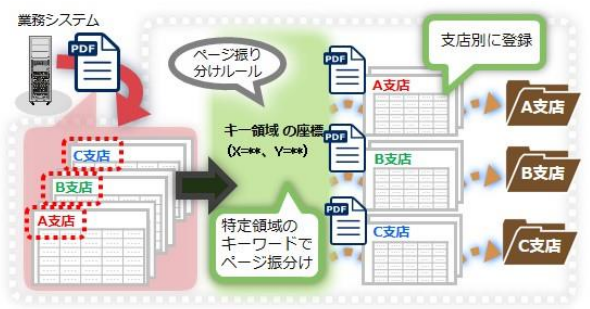 業務システム
PDF
ページ振り
分けルール
支店別に登録
C支店
B支店
A支店
キー領域 の座標
(X=**、Y=**)
特定領域の
キーワードで
ページ振分け
PDF
A支店
A支店
PDF
B支店
B支店
PDF
C支店
C支店